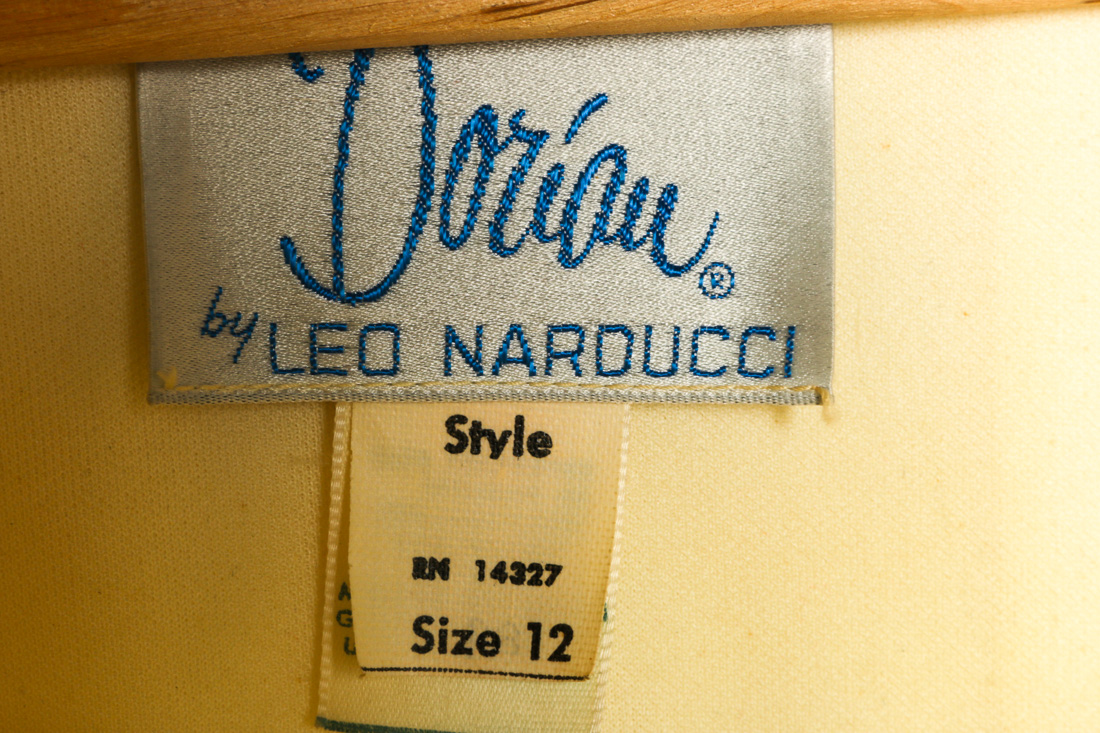 Dorian®
by LEO NARDUCCI
Style
RN 14327
Size 12